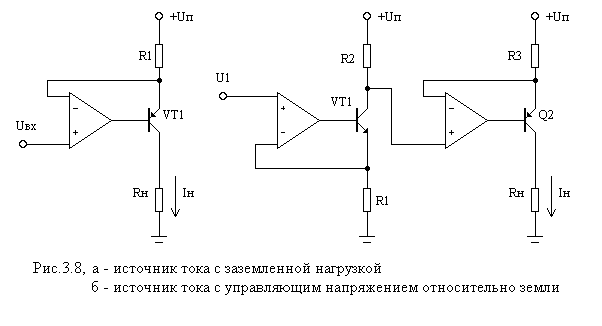 +Uп
+Uп
+Uп
R1
R2
R3
U1
VT1
VT1
Q2
Uвх
−
+
+
−
−
+
Rн
Iн
R1
Rн
Iн
Рис.3.8, а - источник тока с заземленной нагрузкой
б - источник тока с управляющим напряжением относительно земли